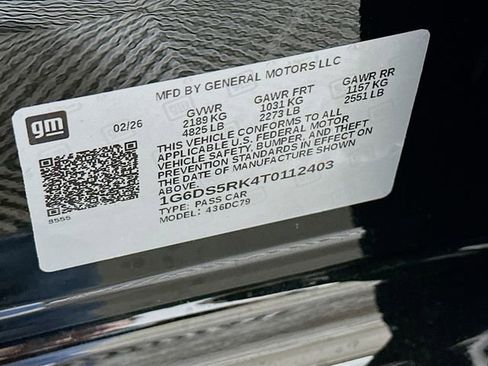 MFD BY GENERAL MOTORS LLC
gm
02/26
GVWR GAWR FRT GAWR RR
2189 KG 1031 KG 1157 KG
4825 LB 2273 LB 2551 LB
THIS VEHICLE CONFORMS TO ALL
APPLICABLE U.S. FEDERAL MOTOR
VEHICLE SAFETY, BUMPER, AND THEFT
PREVENTION STANDARDS IN EFFECT ON
THE DATE OF MANUFACTURE SHOWN
ABOVE.
1G6DS5RK4T0112403
TYPE: PASS CAR
MODEL: 436DC79